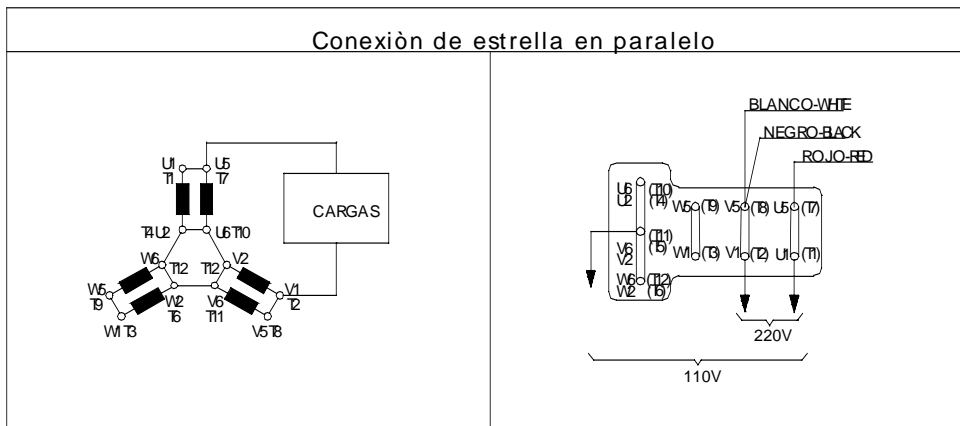 Conexiòn de estrella en paralelo
U1 U5
T1 T7
CARGAS
T4 U2 U6 T10
W6 T12 T12 V2
W5 V1
T9 T2
W2 V6
T6 T11
W1 T3 V5 T8
BLANCO-WHITE
NEGRO-BLACK
ROJO-RED
U6 (T10)
U2 (T4)
W5 (T9) V5 (T8) U5 (T7)
(T11)
V6 (T5)
V2
W1 (T3) V1 (T2) U1 (T1)
W6 (T12)
W2 (T6)
220V
110V